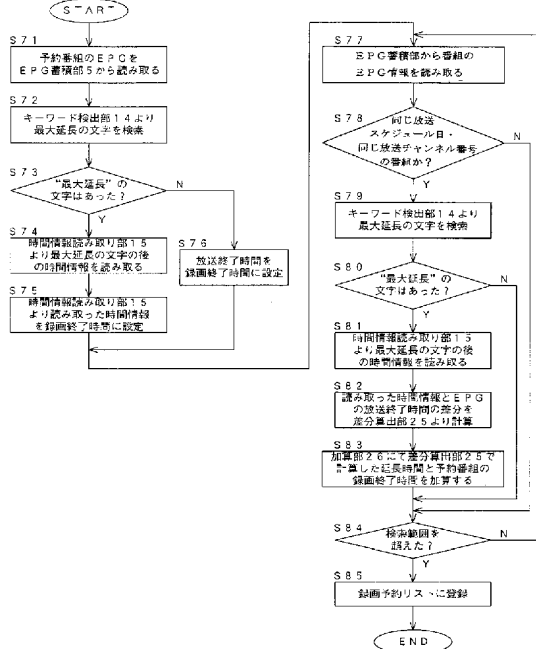 START
S71
予約番組のEPGを
EPG蓄積部5から読み取る
S72
キーワード検出部14より
最大延長の文字を検索
S73
"最大延長"の
文字はあった?
N
Y
S74
時間情報読み取り部15
より最大延長の文字の後
の時間情報を読み取る
S76
放送終了時間を
録画終了時間に設定
S75
時間情報読み取り部15
より読み取った時間情報
を録画終了時間に設定
S77
EPG蓄積部から番組の
EPG情報を読み取る
S78
同じ放送
スケジュール日・
同じ放送チャンネル番号
の番組か?
N
Y
S79
キーワード検出部14より
最大延長の文字を検索
S80
"最大延長"の
文字はあった?
N
Y
S81
時間情報読み取り部15
より最大延長の文字の後
の時間情報を読み取る
S82
読み取った時間情報とEPG
の放送終了時間の差分を
差分算出部25より計算
S83
加算部26にて差分算出部25で
計算した延長時間と予約番組の
録画終了時間を加算する
S84
検索範囲を
超えた?
N
Y
S85
録画予約リストに登録
END